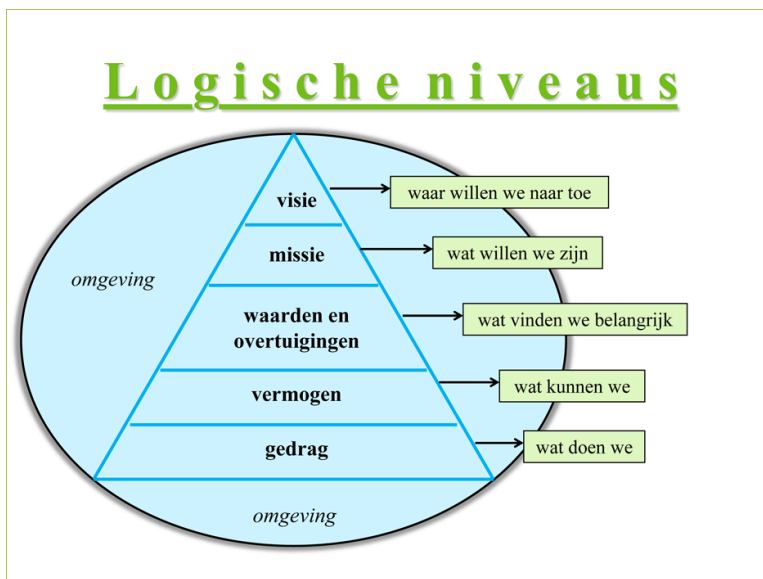 Logische niveaus
visie
waar willen we naar toe
missie
wat willen we zijn
omgeving
waarden en
overtuigingen
wat vinden we belangrijk
vermogen
wat kunnen we
gedrag
wat doen we
omgeving